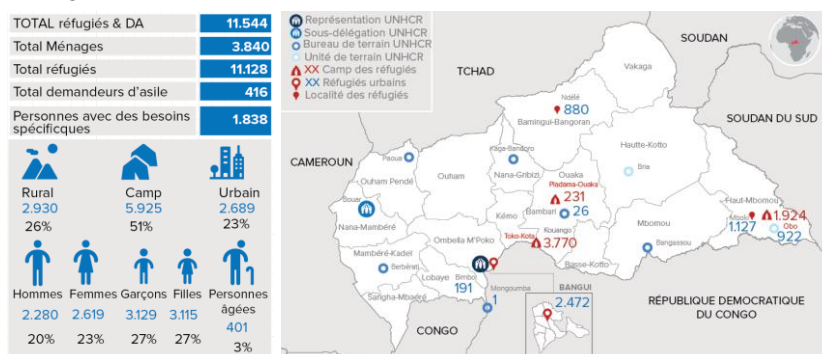 TOTAL réfugiés & DA 11.544
Total Ménages 3.840
Total réfugiés 11.128
Total demandeurs d'asile 416
Personnes avec des besoins
spécificques 1.838
Rural Camp Urbain
2.930 5.925 2.689
26% 51% 23%
Hommes Femmes Garçons Filles Personnes
âgées
2.280 2.619 3.129 3.115 401
20% 23% 27% 27% 3%
Représentation UNHCR
Sous-délégation UNHCR
Bureau de terrain UNHCR
Unité de terrain UNHCR
XX Camp des réfugiés
XX Réfugiés urbains
Localité des réfugiés
SOUDAN
TCHAD
Vakaga
Ndélé
880
Bamingui-Bangoran
SOUDAN DU SUD
CAMEROUN
Paoua
Kaga-Bandoro
Haute-Kotto
Ouham Pendé
Ouham
Nana-Gribizi
Ouaka
Bria
Pladama-Ouaka
231
Bouar
Nana-Mambéré
Kémo
Bambari
26
Mbomou
Haut-Mbomou
Mboki
1.924
1.127
Obo
922
Ombella M'Poko
Toko-Kota
Kouango
3.770
Bangassou
Mambéré-Kadeï
Berbérati
Lobaye
Bimbo
191
Basse-Kotto
Sangha-Mbaéré
Mongoumba
1
BANGUI
2.472
CONGO
RÉPUBLIQUE DEMOCRATIQUE
DU CONGO